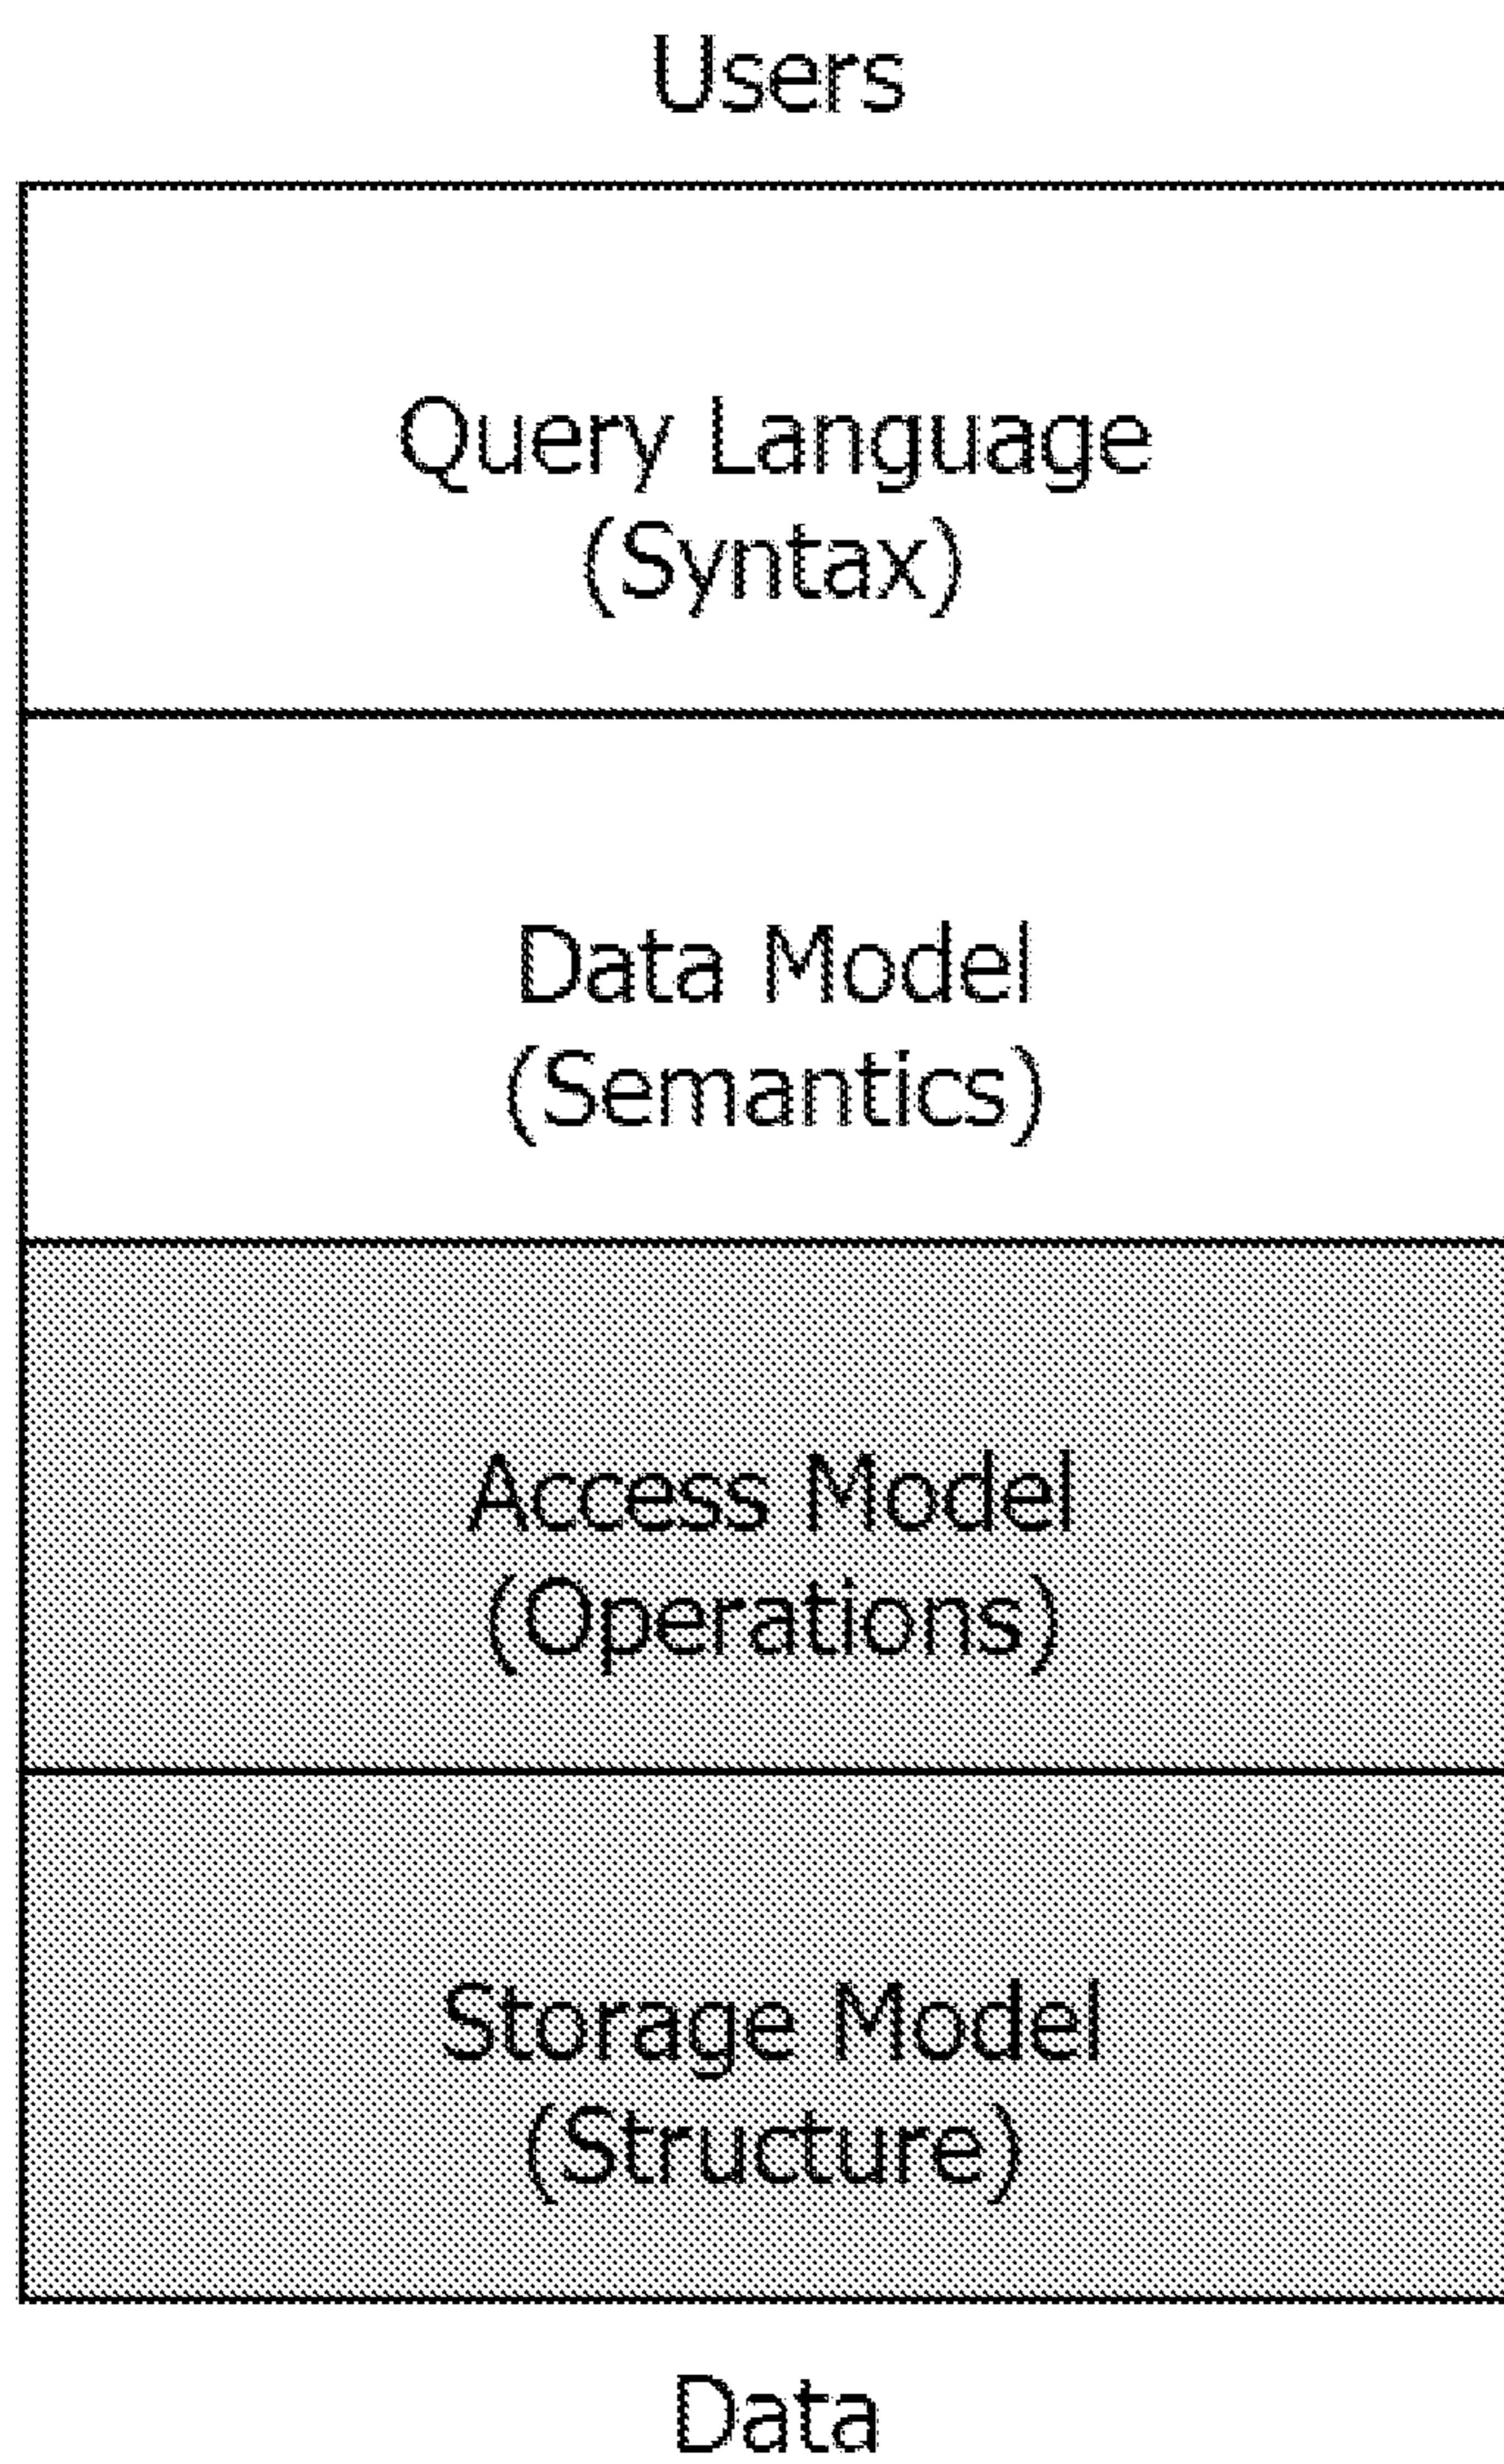 Users
Query Language
(Syntax)
Data Model
(Semantics)
Access Model
(Operations)
Storage Model
(Structure)
Data